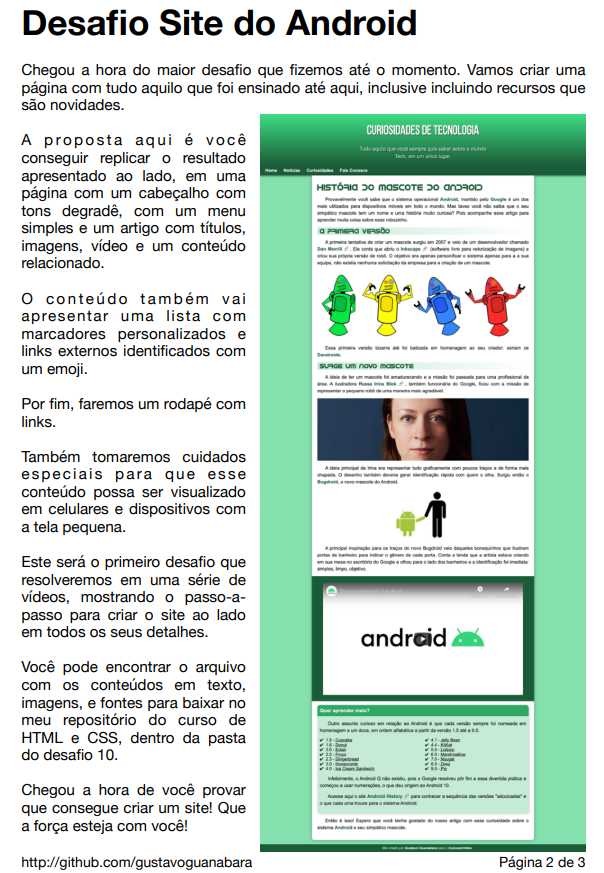 Desafio Site do Android
Chegou a hora do maior desafio que fizemos até o momento. Vamos criar uma
página com tudo aquilo que foi ensinado até aqui, inclusive incluindo recursos que
são novidades.
A proposta aqui é você
conseguir replicar o resultado
apresentado ao lado, em uma
página com um cabeçalho com
tons degradê, com um menu
simples e um artigo com títulos,
imagens, vídeo e um conteúdo
relacionado.
O conteúdo também vai
apresentar uma lista com
marcadores personalizados e
links externos identificados com
um emoji.
Por fim, faremos um rodapé com
links.
Também tomaremos cuidados
especiais para que esse
conteúdo possa ser visualizado
em celulares e dispositivos com
a tela pequena.
Este será o primeiro desafio que
resolveremos em uma série de
vídeos, mostrando o passo-a-
passo para criar o site ao lado
em todos os seus detalhes.
Você pode encontrar o arquivo
com os conteúdos em texto,
imagens, e fontes para baixar no
meu repositório do curso de
HTML e CSS, dentro da pasta
do desafio 10.
Chegou a hora de você provar
que consegue criar um site! Que
a força esteja com você!
CURIOSIDADES DE TECNOLOGIA
Tudo aquilo que você sempre quis saber sobre o mundo
Tech, em um único lugar.
Home Notícias Curiosidades Fale Conosco
HISTÓRIA DO MASCOTE DO ANDROID
Provavelmente você sabe que o sistema operacional Android, mantido pelo Google é um dos
mais utilizados para dispositivos móveis em todo o mundo. Mas talvez você não saiba que o seu
simpático mascote tem um nome e uma história muito curiosa? Pois acompanhe esse artigo para
aprender muita coisa sobre esse robozinho.
A PRIMEIRA VERSÃO
A primeira tentativa de criar um mascote surgiu em 2007 e veio de um desenvolvedor chamado
Dan Morrill 🔗. Ele conta que abriu o Inkscape 🔗 (software livre para vetorização de imagens) e
criou sua própria versão de robô. O objetivo era apenas personificar o sistema apenas para a a sua
equipe, não existia nenhuma solicitação da empresa para a criação de um mascote.
Essa primeira versão bizarra até foi batizada em homenagem ao seu criador: seriam os
Dandroids.
SURGE UM NOVO MASCOTE
A ideia de ter um mascote foi amadurecendo e a missão foi passada para uma profissional da
área. A ilustradora Russa Irina Blok 🔗, também funcionária do Google, ficou com a missão de
representar o pequeno robô de uma maneira mais agradável.
A ideia principal da Irina era representar tudo graficamente com poucos traços e de forma mais
chapada. O desenho também deveria gerar identificação rápida com quem o olha. Surgiu então o
Bugdroid, o novo mascote do Android.
A principal inspiração para os traços do novo Bugdroid veio daqueles bonequinhos que ilustram
portas de banheiro para indicar o gênero de cada porta. Conta a lenda que a artista estava criando
em sua mesa no escritório do Google e olhou para o lado dos banheiros e a identificação foi imediata:
simples, limpo, objetivo.
android
Quer aprender mais?
Outro assunto curioso em relação ao Android é que cada versão sempre foi nomeada em
homenagem a um doce, em ordem alfabética a partir da versão 1.5 até a 9.0.
✔ 1.5 - Cupcake
✔ 1.6 - Donut
✔ 2.0 - Eclair
✔ 2.2 - Froyo
✔ 2.3 - Gingerbread
✔ 3.0 - Honeycomb
✔ 4.0 - Ice Cream Sandwich
✔ 4.1 - Jelly Bean
✔ 4.4 - KitKat
✔ 5.0 - Lollipop
✔ 6.0 - Marshmallow
✔ 7.0 - Nougat
✔ 8.0 - Oreo
✔ 9.0 - Pie
Infelizmente, o Android Q não existiu, pois o Google resolveu pôr fim a essa divertida prática e
começou a usar numerações, o que deu origem ao Android 10.
Acesse aqui o site Android History 🔗 para conhecer a sequência das versões "adocicadas" e
o que cada uma trouxe para o sistema Android.
Então é isso! Espero que você tenha gostado do nosso artigo com essa curiosidade sobre o
sistema Android e seu simpático mascote.
Site criado por Gustavo Guanabara para o CursoemVídeo.
http://github.com/gustavoguanabara
Página 2 de 3